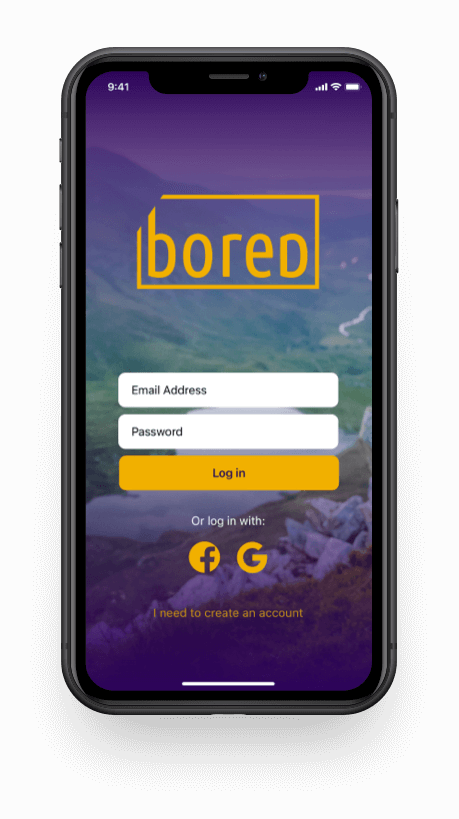 9:41
bored
Email Address
Password
Log in
Or log in with:
I need to create an account